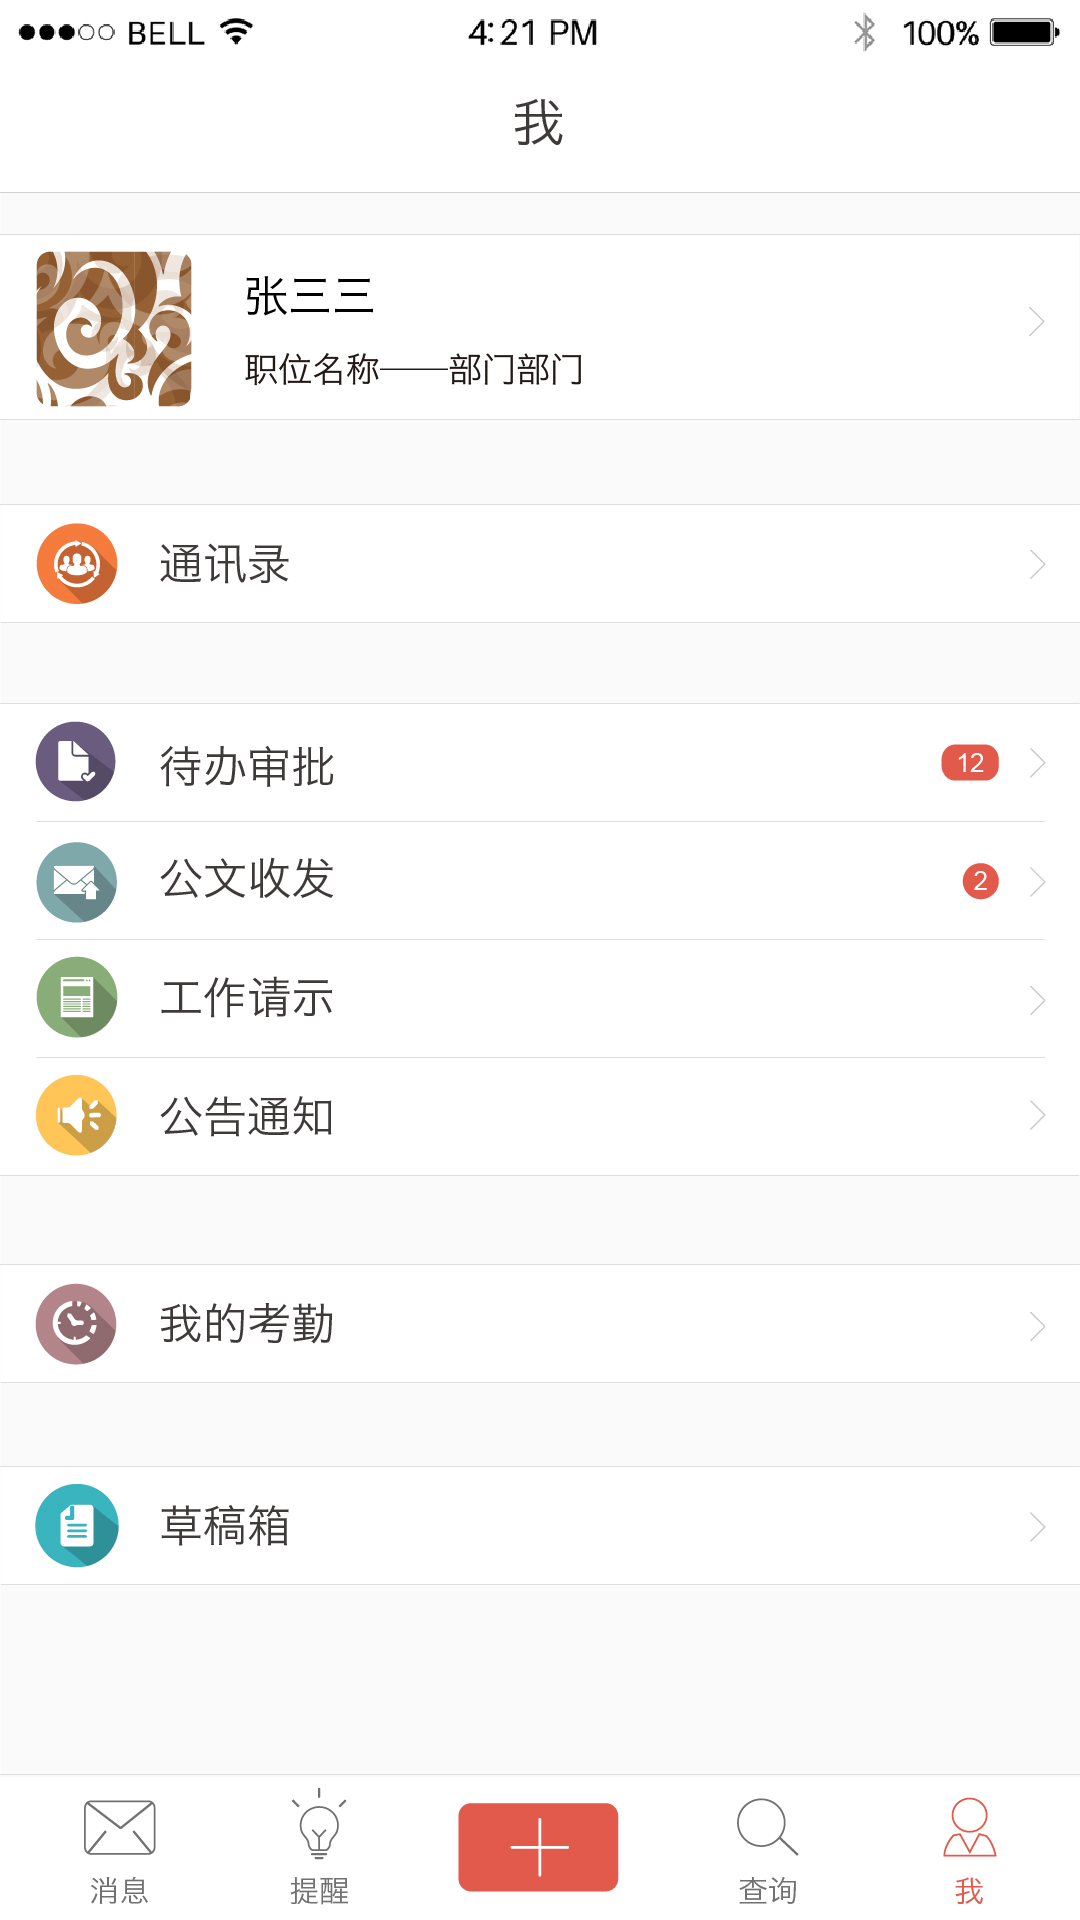 BELL 4:21 PM 100%
我
张三三
职位名称——部门部门
通讯录
待办审批 12
公文收发 2
工作请示
公告通知
我的考勤
草稿箱
消息 提醒 查询 我